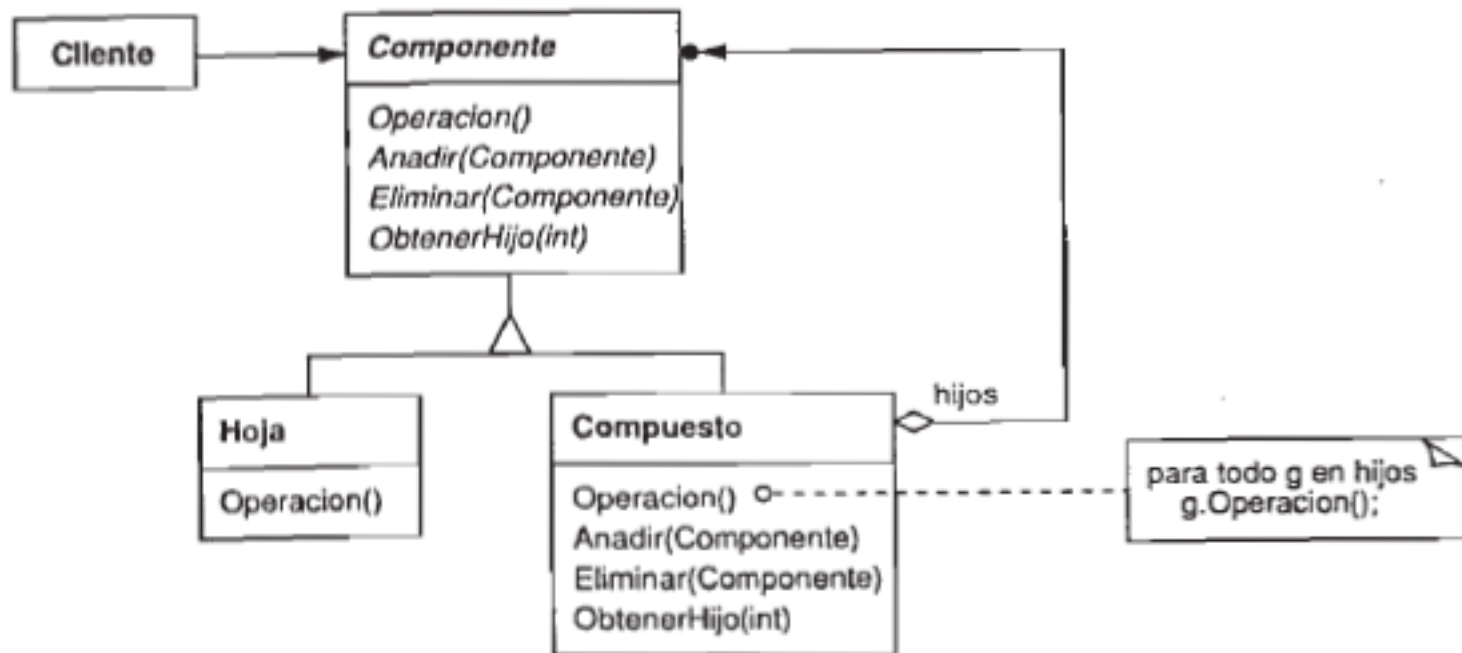 Cliente
Componente
Operacion()
Anadir(Componente)
Eliminar(Componente)
ObtenerHijo(int)
hijos
Hoja
Operacion()
Compuesto
Operacion()
Anadir(Componente)
Eliminar(Componente)
ObtenerHijo(int)
para todo g en hijos
g.Operacion();